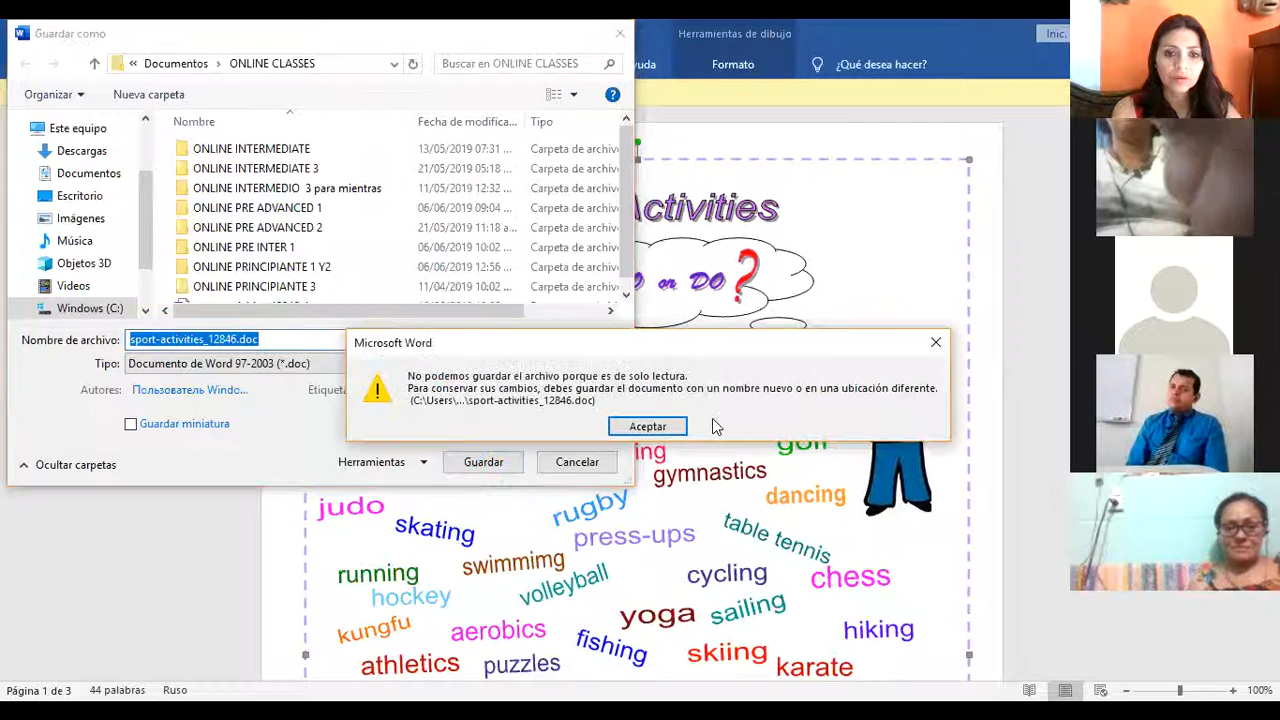 Guardar como
Herramientas de dibujo
Inic.
Documentos
ONLINE CLASSES
Buscar en ONLINE CLASSES
yuda
Formato
¿Qué desea hacer?
Organizar
Nueva carpeta
Nombre
Fecha de modifica...
Tipo
Este equipo
Descargas
Documentos
Escritorio
Imágenes
Música
Objetos 3D
Videos
Windows (C:)
ONLINE INTERMEDIATE 13/05/2019 07:31 ... Carpeta de archivo
ONLINE INTERMEDIATE 3 21/05/2019 05:18 ... Carpeta de archivo
ONLINE INTERMEDIO 3 para mientras 11/05/2019 12:32 ... Carpeta de archivo
ONLINE PRE ADVANCED 1 06/06/2019 09:04 ... Carpeta de archivo
ONLINE PRE ADVANCED 2 21/05/2019 11:18 a... Carpeta de archivo
ONLINE PRE INTER 1 06/06/2019 10:02 ... Carpeta de archivo
ONLINE PRINCIPIANTE 1 Y2 06/06/2019 12:56 ... Carpeta de archivo
ONLINE PRINCIPIANTE 3 11/04/2019 10:02 ... Carpeta de archivo
Activities
O or DO ?
Nombre de archivo: sport-activities_12846.doc
Tipo: Documento de Word 97-2003 (*.doc)
Autores: Пользователь Windo...
Etiqueta
Guardar miniatura
Ocultar carpetas
Herramientas
Guardar
Cancelar
Microsoft Word
No podemos guardar el archivo porque es de solo lectura.
Para conservar sus cambios, debes guardar el documento con un nombre nuevo o en una ubicación diferente.
(C:\Users\...\sport-activities_12846.doc)
Aceptar
ing
golf
gymnastics
dancing
judo
skating
rugby
press-ups
table tennis
running
swimmimg
volleyball
cycling
chess
hockey
kungfu
aerobics
yoga
sailing
hiking
fishing
athletics
puzzles
skiing
karate
Página 1 de 3
44 palabras
Ruso
100%